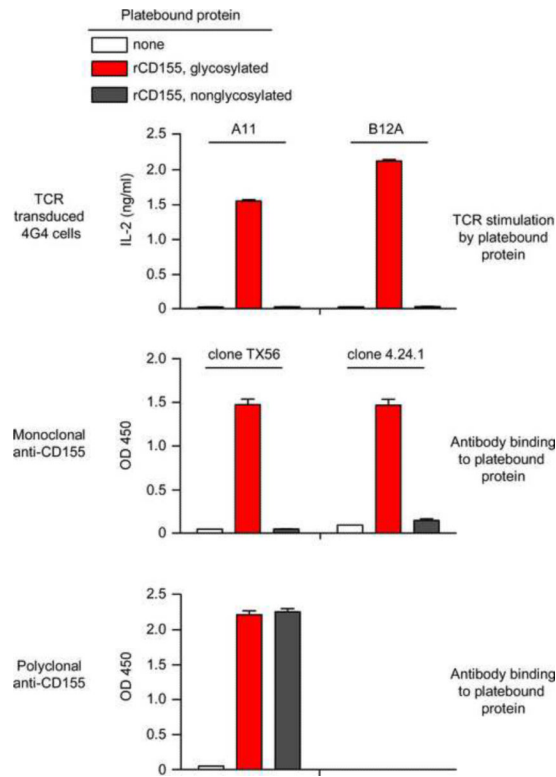 Platebound protein
none
rCD155, glycosylated
rCD155, nonglycosylated
TCR
transduced
4G4 cells
IL-2 (ng/ml)
2.5
2.0
1.5
1.0
0.5
0
A11
B12A
TCR stimulation
by platebound
protein
Monoclonal
anti-CD155
OD 450
2.0
1.5
1.0
0.5
0
clone TX56
clone 4.24.1
Antibody binding
to platebound
protein
Polyclonal
anti-CD155
OD 450
2.5
2.0
1.5
1.0
0.5
0
Antibody binding
to platebound
protein